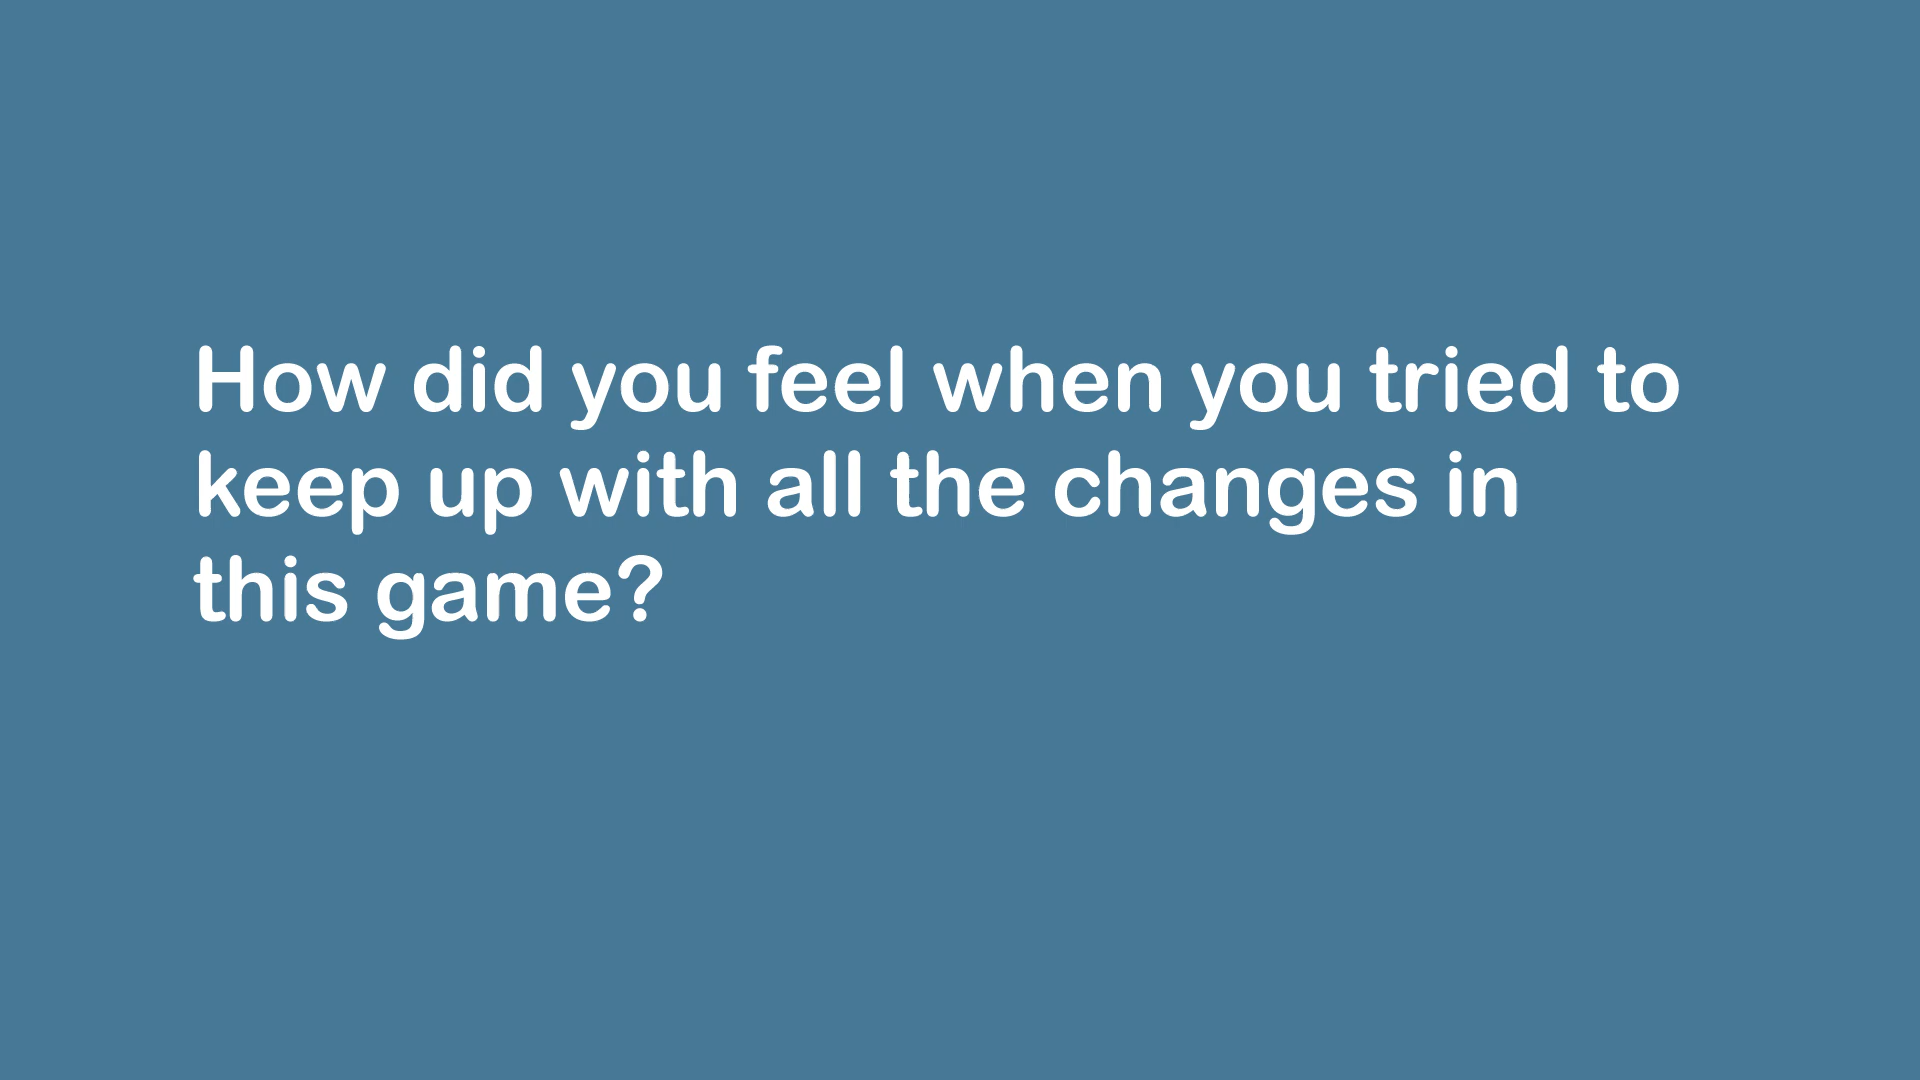 How did you feel when you tried to
keep up with all the changes in
this game?